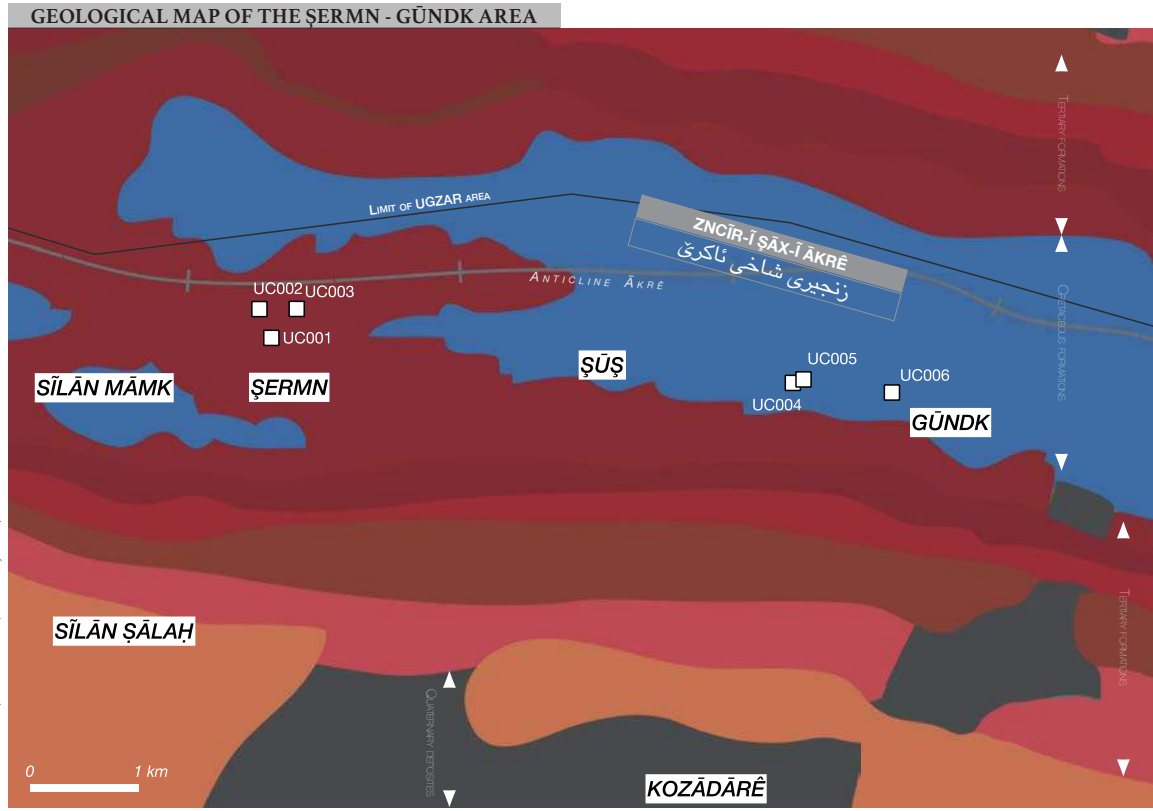 GEOLOGICAL MAP OF THE ŞERMN - GŪNDK AREA
TERTIARY FORMATIONS
LIMIT OF UGZAR AREA
ZNCĪR-Ī ŞĀX-Ī ĀKRÊ
زنجیری شاخی ئاکرێ
ANTICLINE ĀKRÊ
CRETACEOUS FORMATIONS
UC002
UC003
UC001
UC005
UC004
UC006
SĪLĀN MĀMK
ŞERMN
ŞŪŞ
GŪNDK
SĪLĀN ṢĀLAḤ
TERTIARY FORMATIONS
QUATERNARY DEPOSITES
0 1 km
KOZĀDĀRÊ